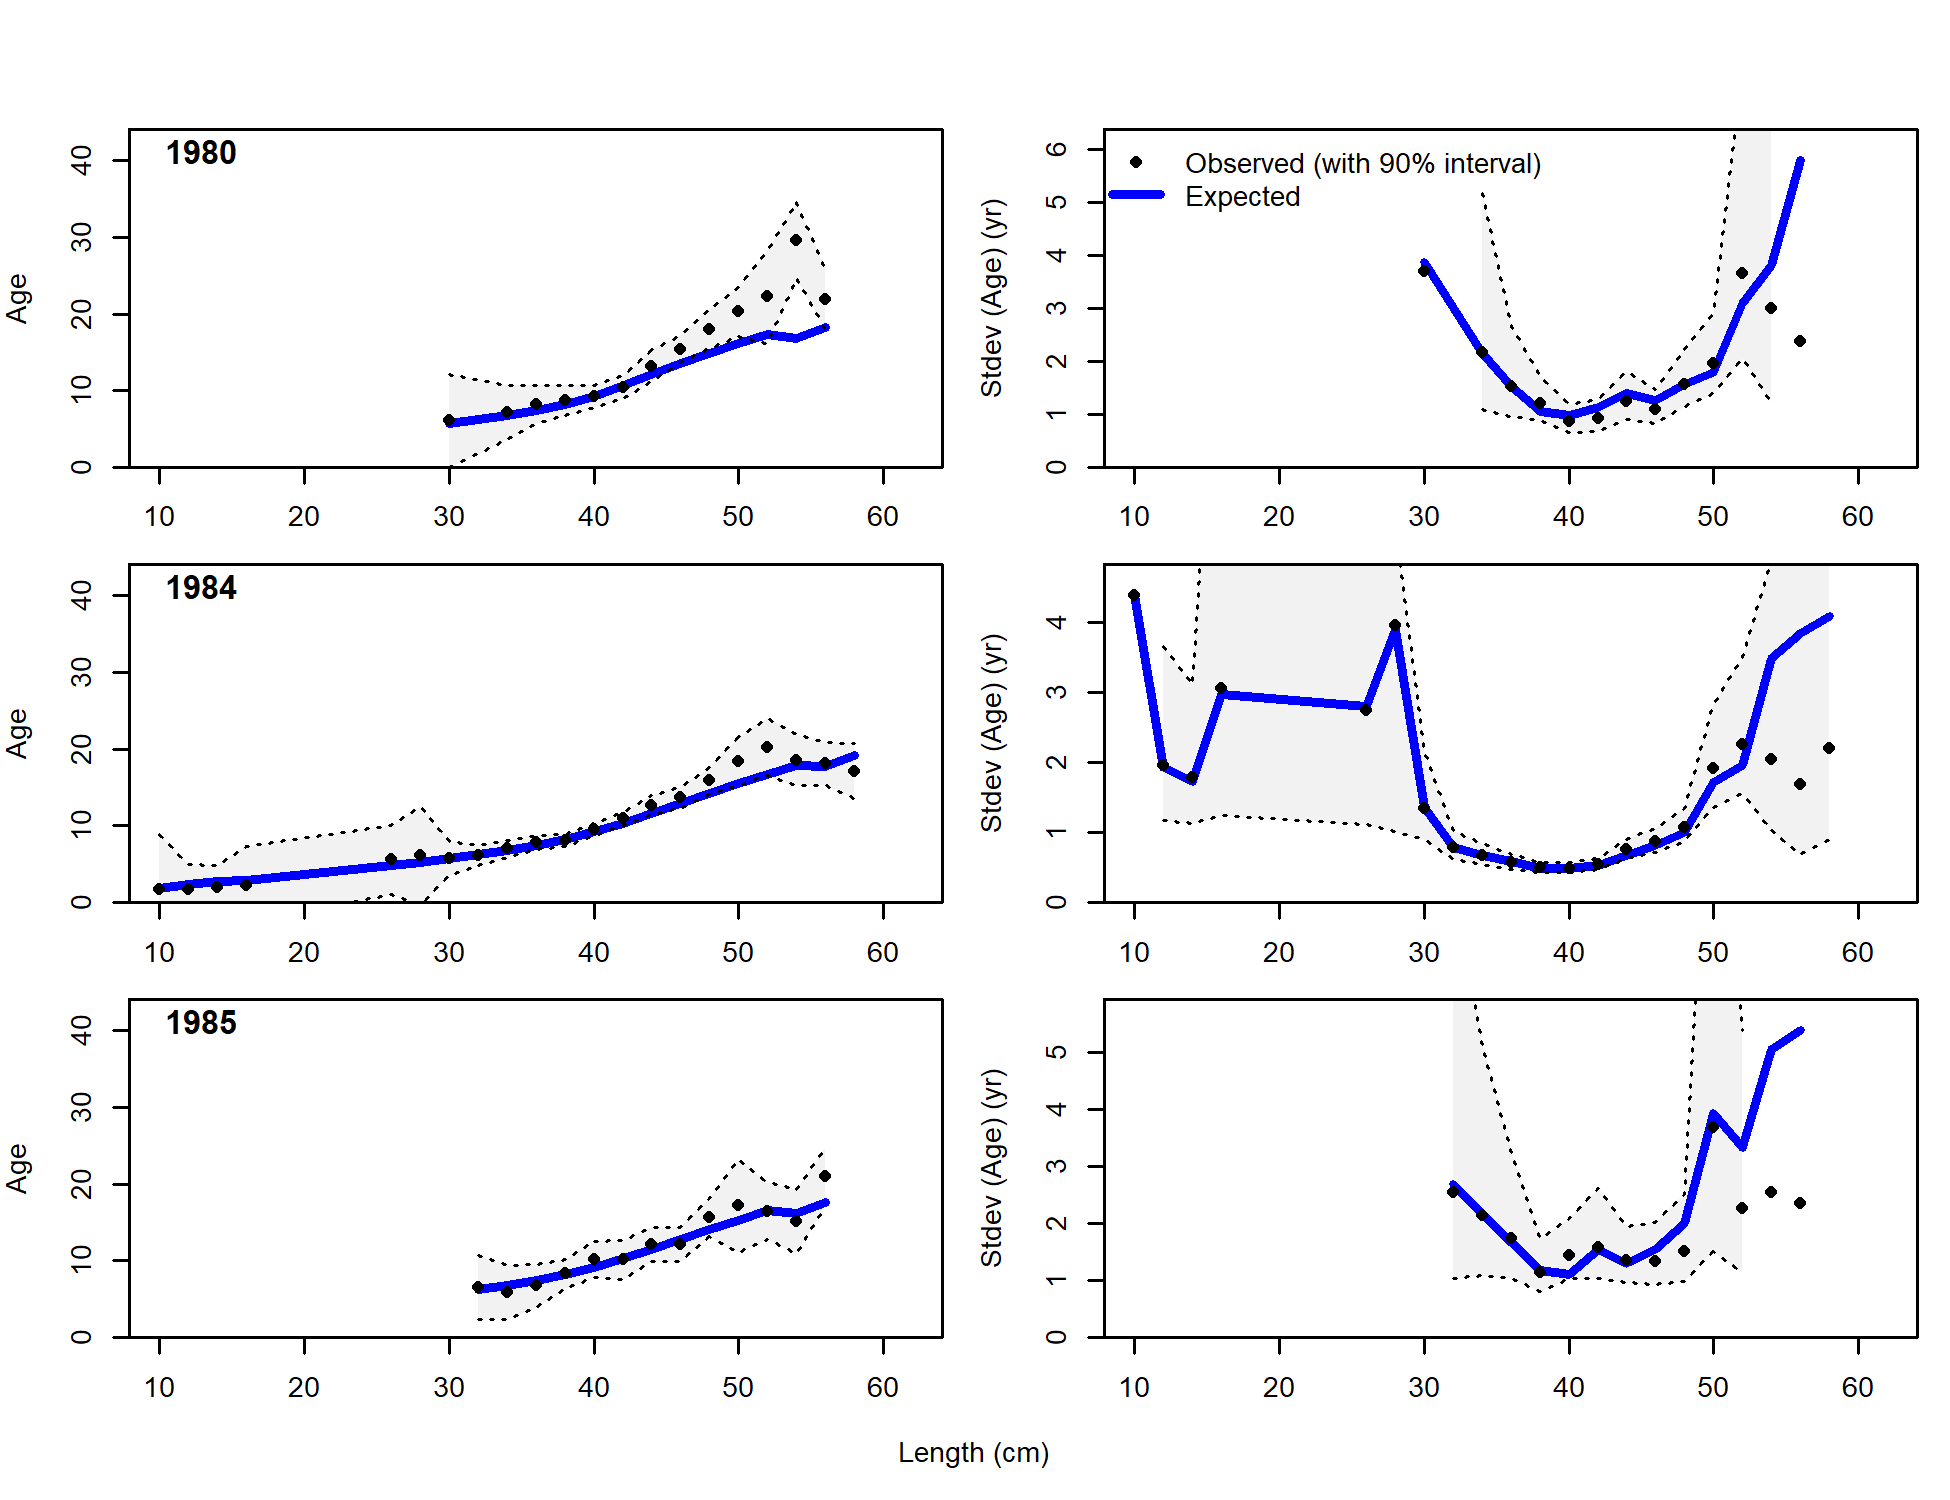 1980
Age
0 10 20 30 40
10 20 30 40 50 60
Observed (with 90% interval)
Expected
Stdev (Age) (yr)
0 1 2 3 4 5 6
10 20 30 40 50 60
1984
Age
0 10 20 30 40
10 20 30 40 50 60
Stdev (Age) (yr)
0 1 2 3 4
10 20 30 40 50 60
1985
Age
0 10 20 30 40
10 20 30 40 50 60
Stdev (Age) (yr)
0 1 2 3 4 5
10 20 30 40 50 60
Length (cm)